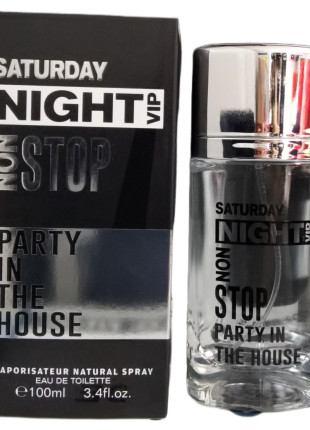 SATURDAY
NIGHT VIP
NON STOP
PARTY
IN
THE
HOUSE
VAPORISATEUR NATURAL SPRAY
EAU DE TOILETTE
℮100ml 3.4fl.oz.
SATURDAY
NIGHT VIP
NON STOP
PARTY IN
THE HOUSE